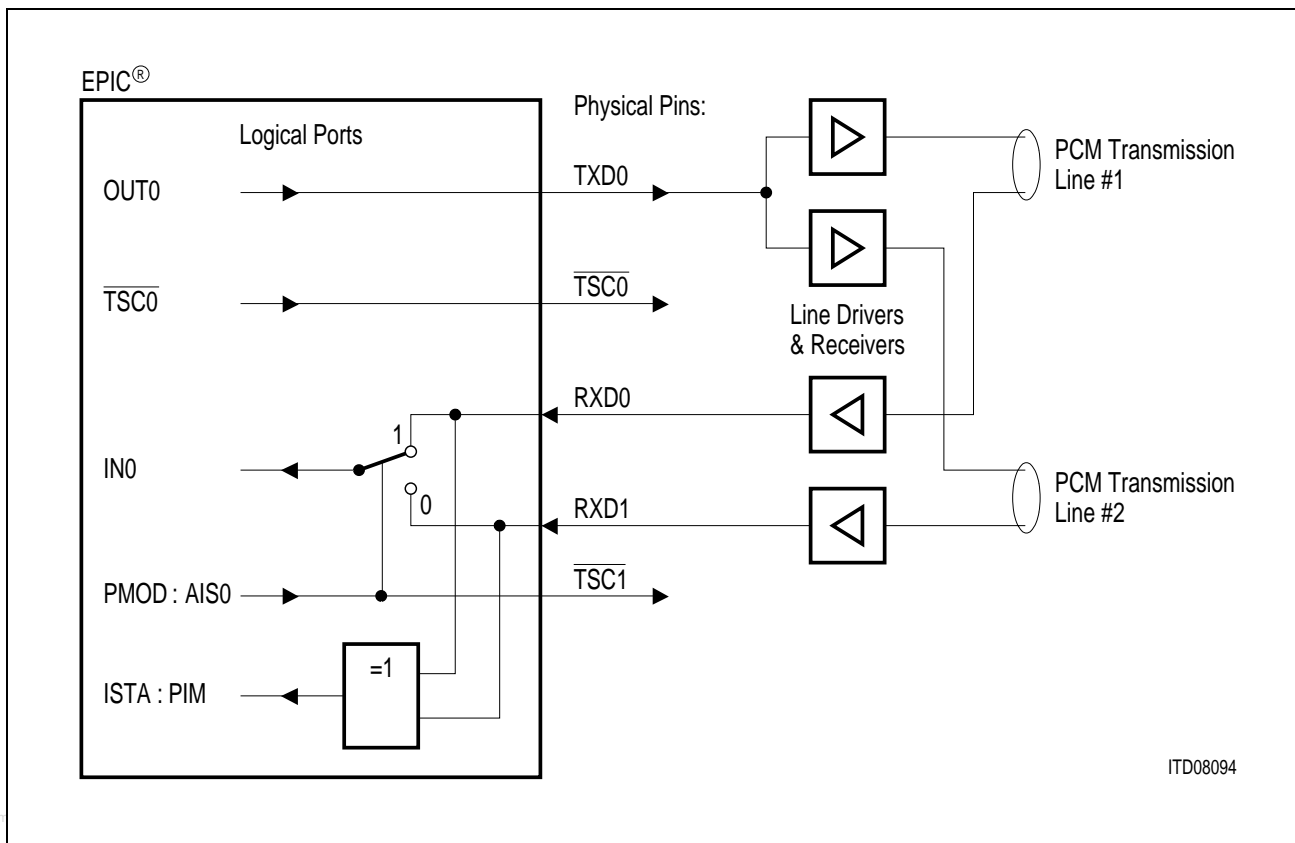 EPIC®
Logical Ports
Physical Pins:
OUT0
TXD0
PCM Transmission
Line #1
TSC0
TSC0
Line Drivers
& Receivers
RXD0
1
IN0
0
RXD1
PCM Transmission
Line #2
PMOD : AIS0
TSC1
=1
ISTA : PIM
ITD08094